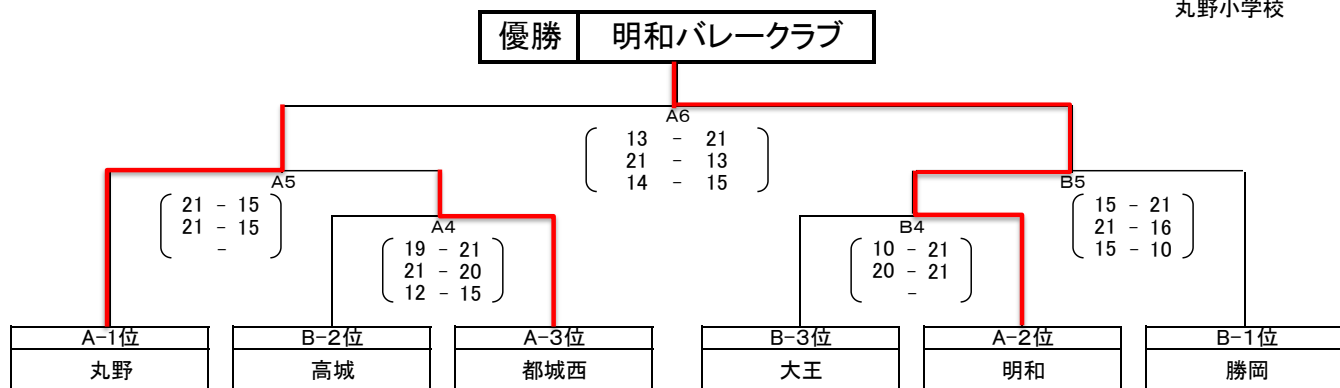 丸野小学校
優勝 明和バレークラブ
A6
13 - 21
21 - 13
14 - 15
A5
21 - 15
21 - 15
-
A4
19 - 21
21 - 20
12 - 15
B4
10 - 21
20 - 21
-
B5
15 - 21
21 - 16
15 - 10
A-1位 B-2位 A-3位 B-3位 A-2位 B-1位
丸野 高城 都城西 大王 明和 勝岡